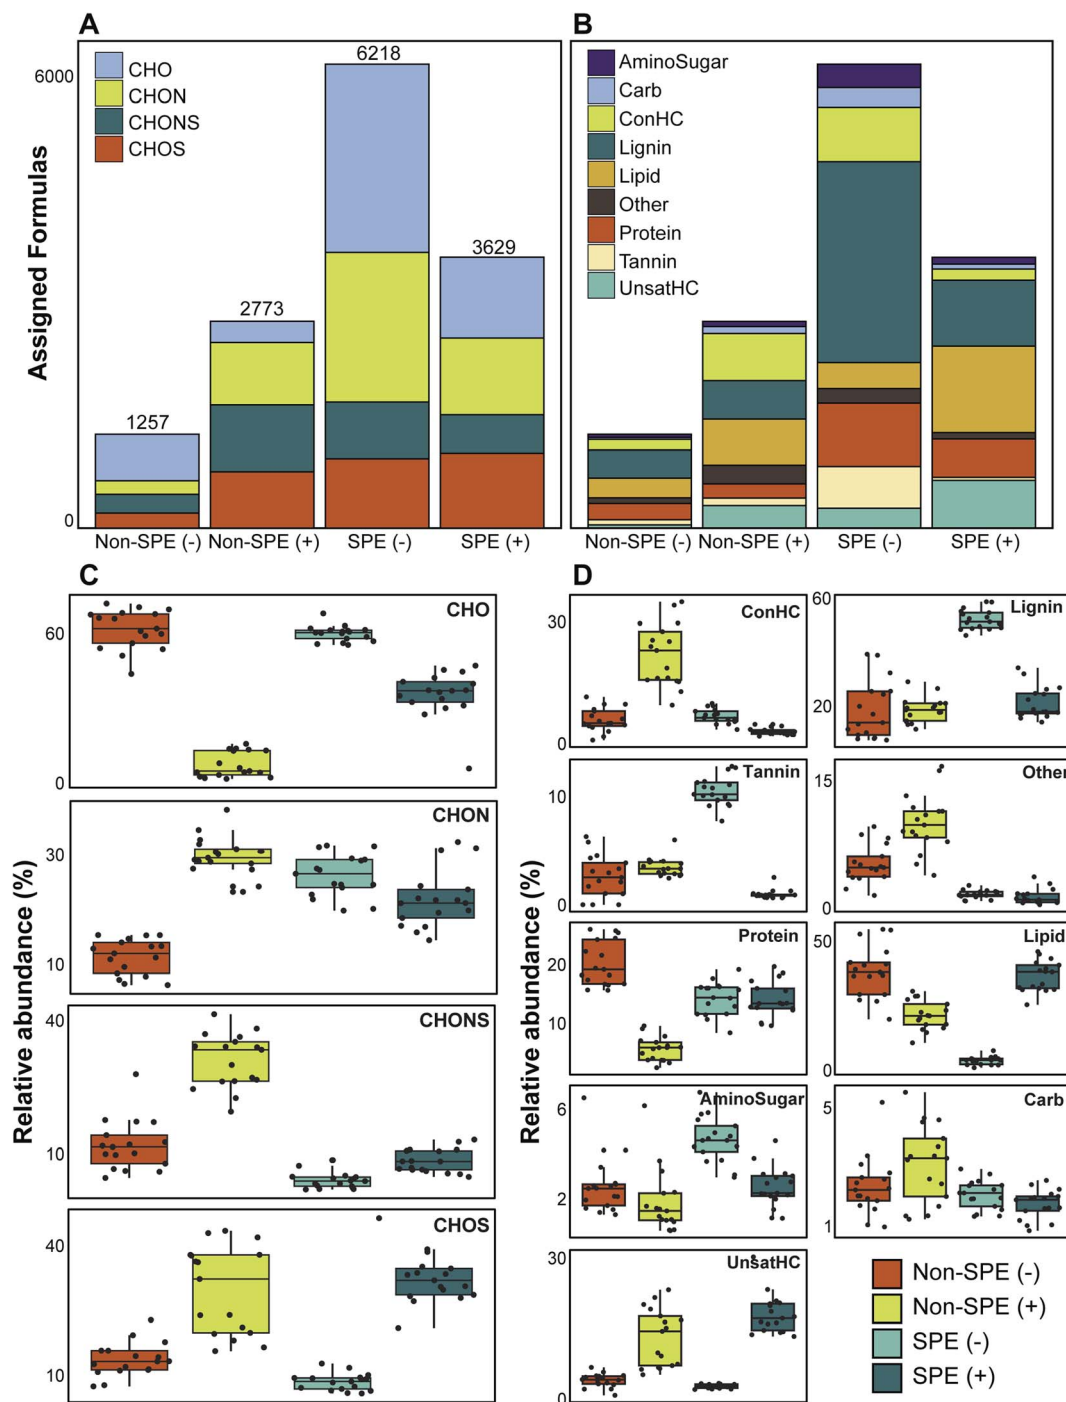 A
6000
Assigned Formulas
0
CHO
CHON
CHONS
CHOS
1257
2773
6218
3629
Non-SPE (-)
Non-SPE (+)
SPE (-)
SPE (+)
B
AminoSugar
Carb
ConHC
Lignin
Lipid
Other
Protein
Tannin
UnsatHC
Non-SPE (-)
Non-SPE (+)
SPE (-)
SPE (+)
C
Relative abundance (%)
CHO
60
0
CHON
30
10
CHONS
40
10
CHOS
40
10
D
Relative abundance (%)
ConHC
30
0
Lignin
60
20
Tannin
10
0
Other
15
0
Protein
20
10
Lipid
50
0
AminoSugar
6
2
Carb
5
1
UnsatHC
30
0
Non-SPE (-)
Non-SPE (+)
SPE (-)
SPE (+)